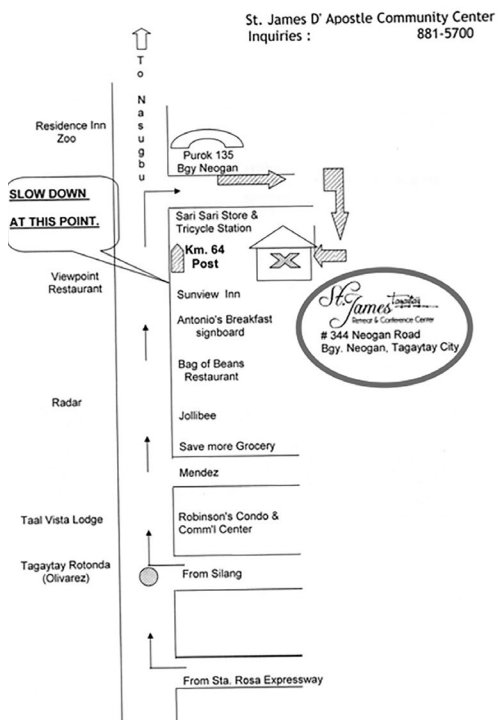 St. James D' Apostle Community Center
Inquiries : 881-5700
To Nasugbu
Residence Inn
Zoo
Purok 135
Bgy Neogan
SLOW DOWN
AT THIS POINT.
Sari Sari Store &
Tricycle Station
Km. 64
Post
Viewpoint
Restaurant
Sunview Inn
St. James Tagaytay
Retreat & Conference Center
# 344 Neogan Road
Bgy. Neogan, Tagaytay City
Antonio's Breakfast
signboard
Bag of Beans
Restaurant
Radar
Jollibee
Save more Grocery
Mendez
Taal Vista Lodge
Robinson's Condo &
Comm'l Center
Tagaytay Rotonda
(Olivarez)
From Silang
From Sta. Rosa Expressway